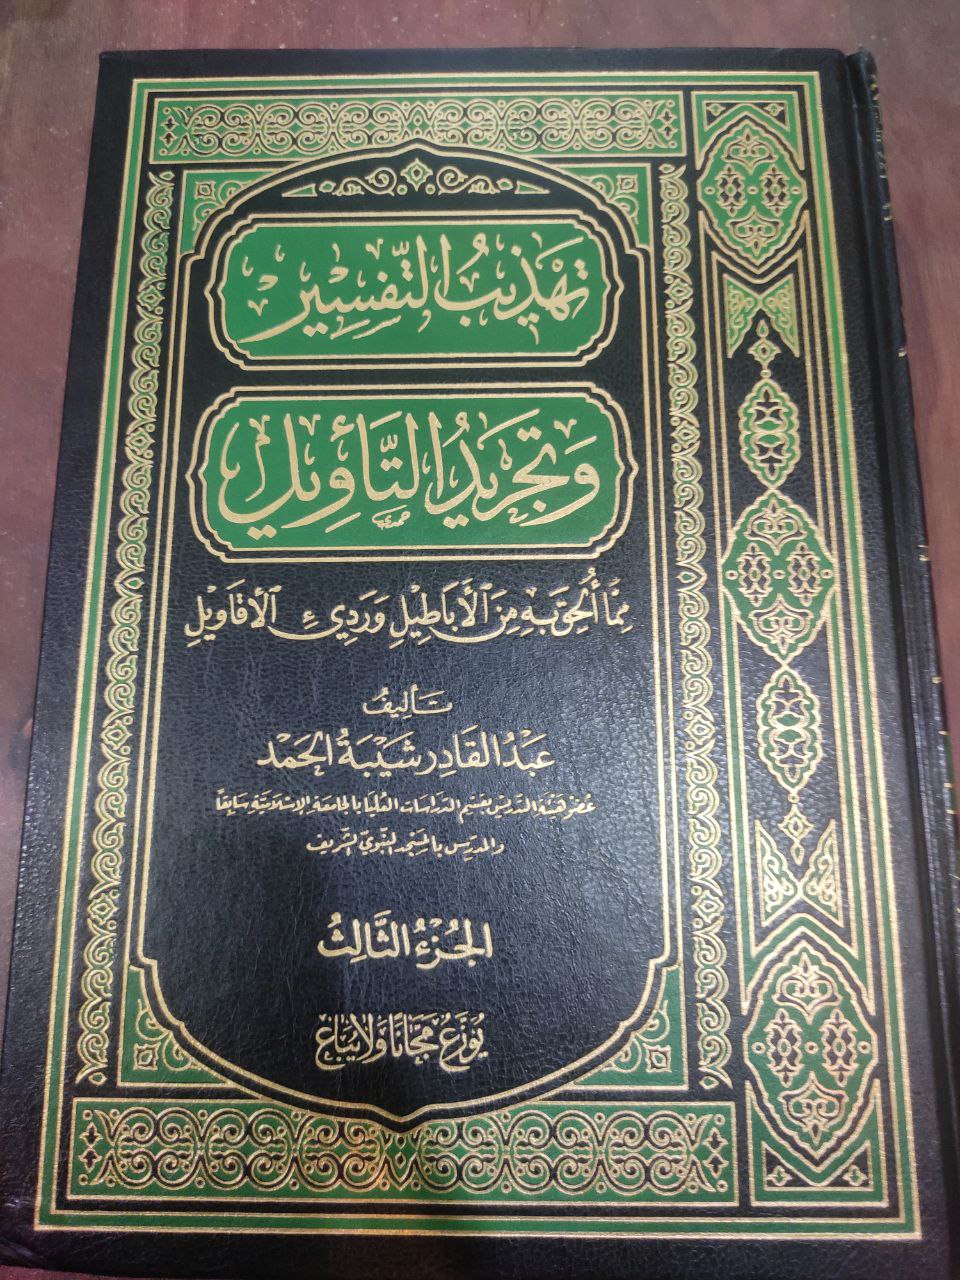 تهذيب التفسير
وتجريد التأويل
مما ألحق به من الأباطيل وردئ الأقاويل
تأليف
عبد القادر شيبة الحمد
عضو هيئة التدريس بقسم الدراسات العليا بالجامعة الإسلامية سابقا
والمدرس بالمسجد النبوي الشريف
الجزء الثالث
يوزع مجانا ولا يباع